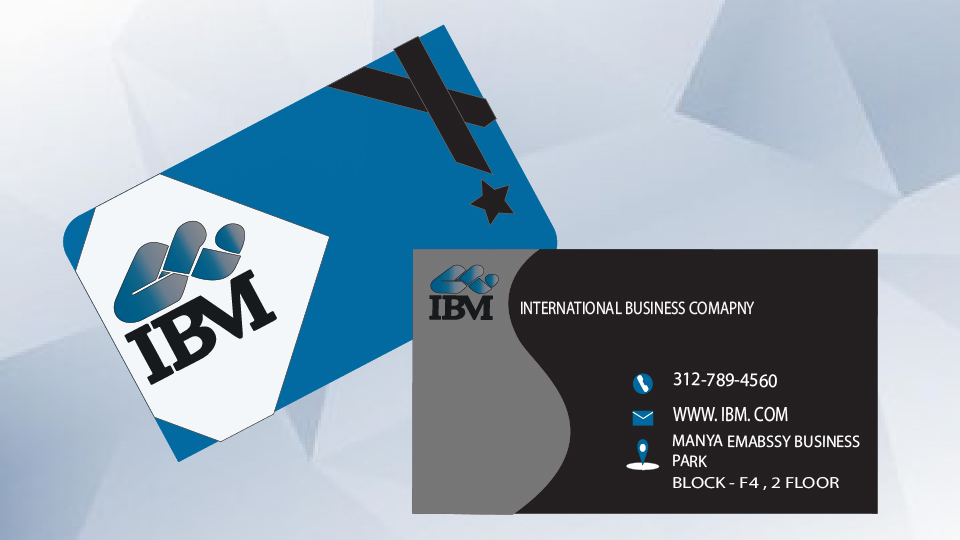 IBM
IBM
INTERNATIONAL BUSINESS COMAPNY
312-789-4560
WWW. IBM. COM
MANYA EMABSSY BUSINESS
PARK
BLOCK - F4 , 2 FLOOR